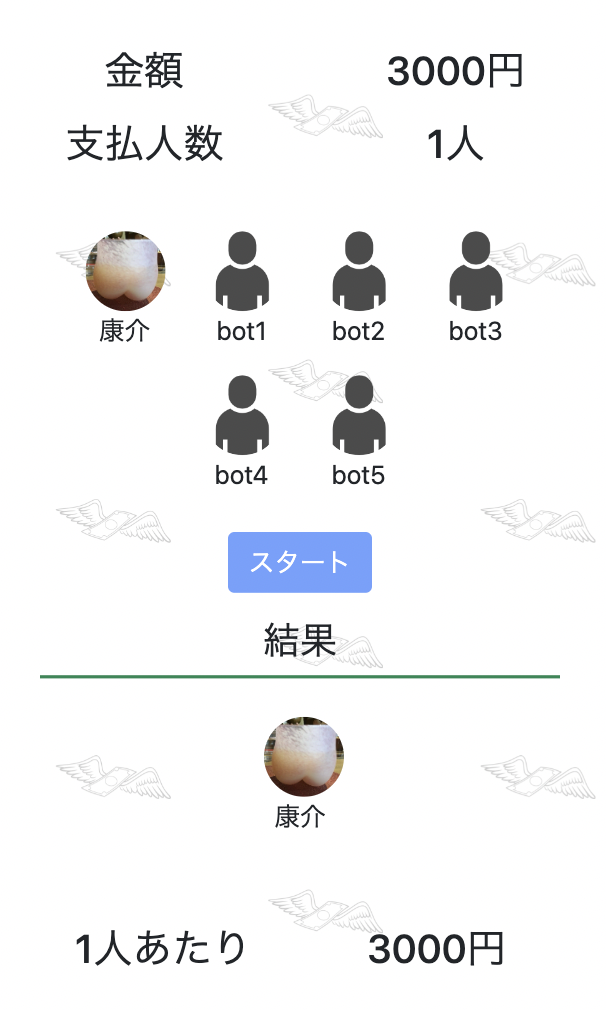 金額 3000円
支払人数 1人
康介 bot1 bot2 bot3
bot4 bot5
スタート
結果
康介
1人あたり 3000円